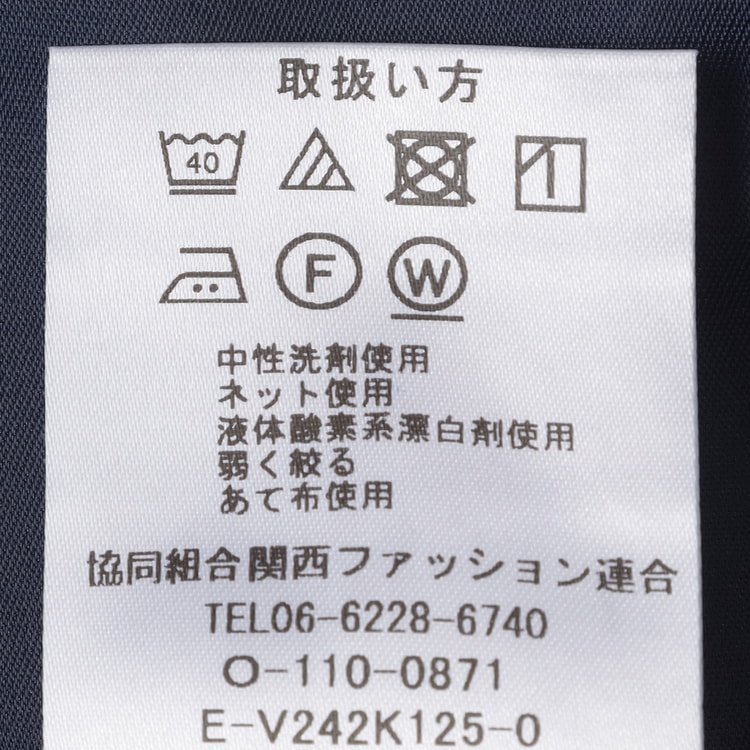 取扱い方
40
F W
中性洗剤使用
ネット使用
液体酸素系漂白剤使用
弱く絞る
あて布使用
協同組合関西ファッション連合
TEL06-6228-6740
O-110-0871
E-V242K125-0